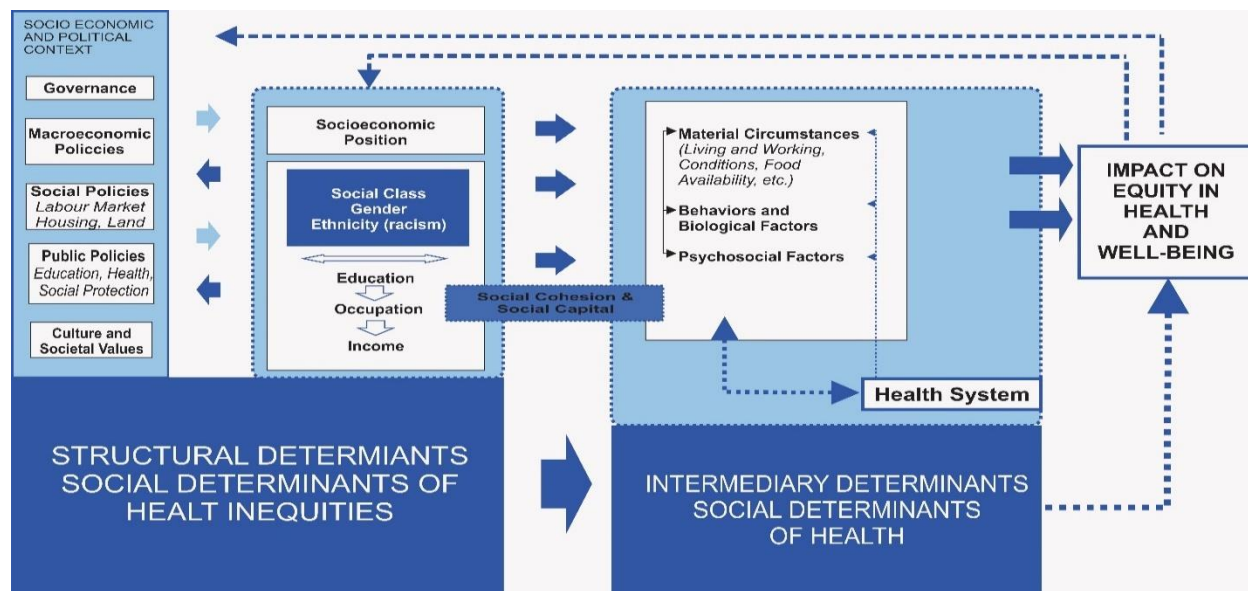 SOCIO ECONOMIC
AND POLITICAL
CONTEXT
Governance
Macroeconomic
Policcies
Social Policies
Labour Market
Housing, Land
Public Policies
Education, Health,
Social Protection
Culture and
Societal Values
Socioeconomic
Position
Social Class
Gender
Ethnicity (racism)
Education
Occupation
Income
Social Cohesion &
Social Capital
Material Circumstances
(Living and Working,
Conditions, Food
Availability, etc.)
Behaviors and
Biological Factors
Psychosocial Factors
Health System
IMPACT ON
EQUITY IN
HEALTH
AND
WELL-BEING
STRUCTURAL DETERMIANTS
SOCIAL DETERMINANTS OF
HEALT INEQUITIES
INTERMEDIARY DETERMINANTS
SOCIAL DETERMINANTS
OF HEALTH